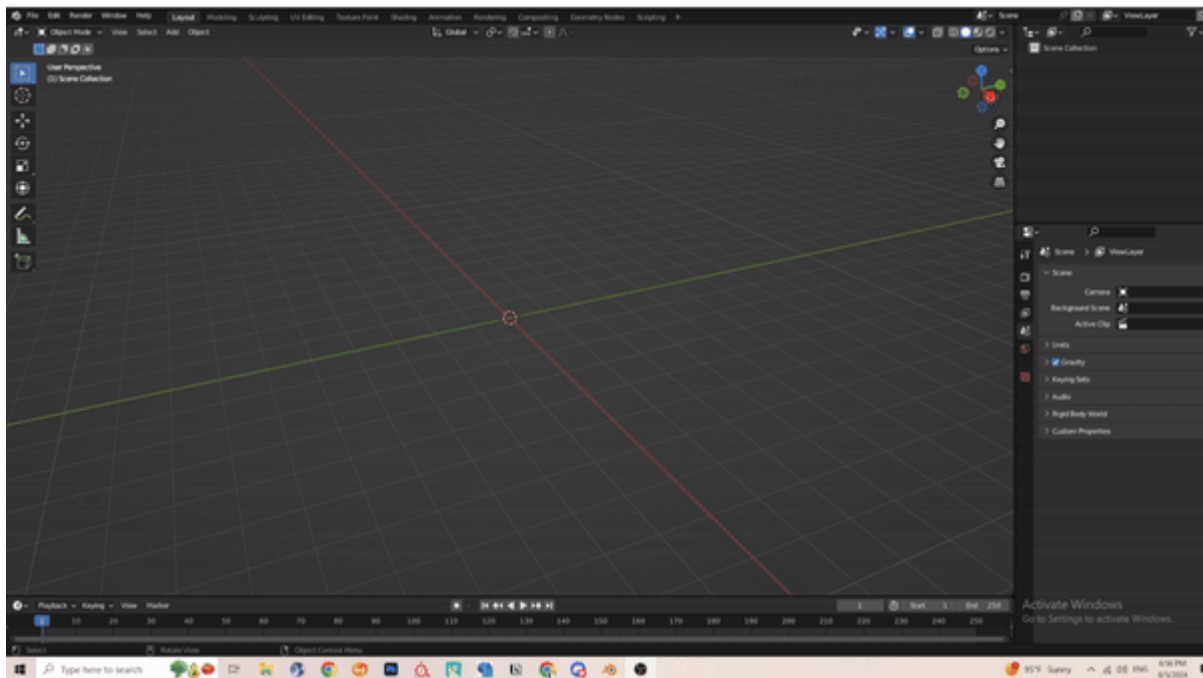 File Edit Render Window Help Layout Modeling Sculpting UV Editing Texture Paint Shading Animation Rendering Compositing Geometry Nodes Scripting + Scene ViewLayer
Object Mode View Select Add Object Global
Options
User Perspective
(1) Scene Collection
Scene Collection
Scene > ViewLayer
Scene
Camera
Background Scene
Active Clip
Units
Gravity
Keying Sets
Audio
Rigid Body World
Custom Properties
Playback Keying View Marker 1 Start 1 End 250
10 20 30 40 50 60 70 80 90 100 110 120 130 140 150 160 170 180 190 200 210 220 230 240 250
Select Rotate View Object Context Menu
Activate Windows
Go to Settings to activate Windows.
Type here to search 95°F Sunny ENG 6:56 PM